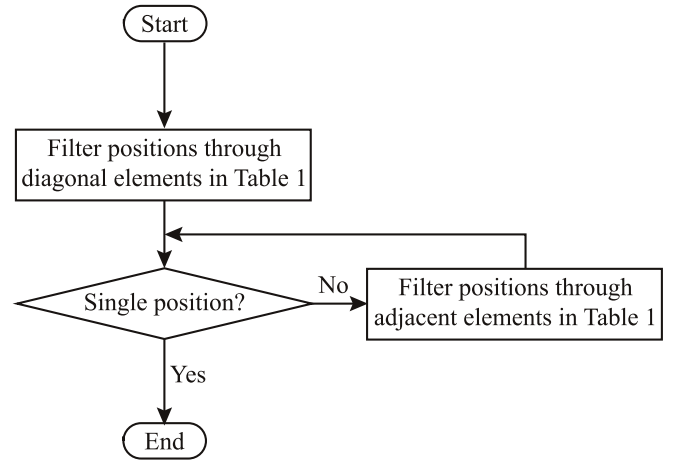 Start
Filter positions through
diagonal elements in Table 1
Single position?
No
Filter positions through
adjacent elements in Table 1
Yes
End